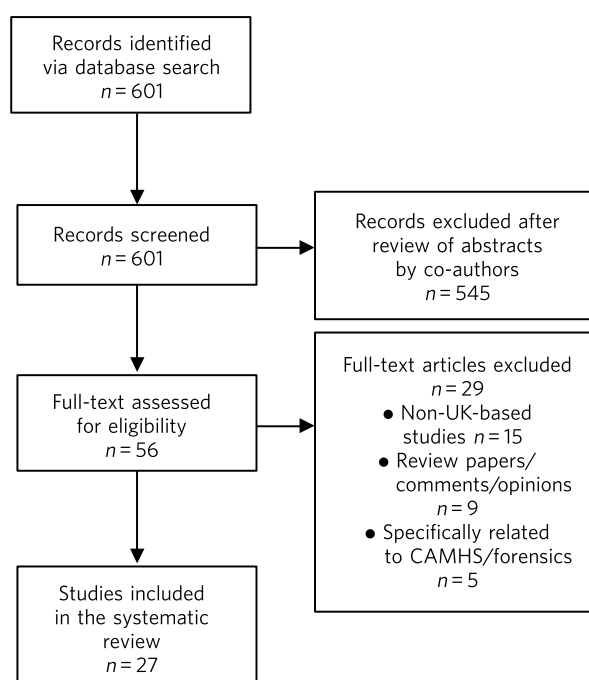 Records identified
via database search
n = 601
Records screened
n = 601
Records excluded after
review of abstracts
by co-authors
n = 545
Full-text assessed
for eligibility
n = 56
Full-text articles excluded
n = 29
● Non-UK-based
studies n = 15
● Review papers/
comments/opinions
n = 9
● Specifically related
to CAMHS/forensics
n = 5
Studies included
in the systematic
review
n = 27